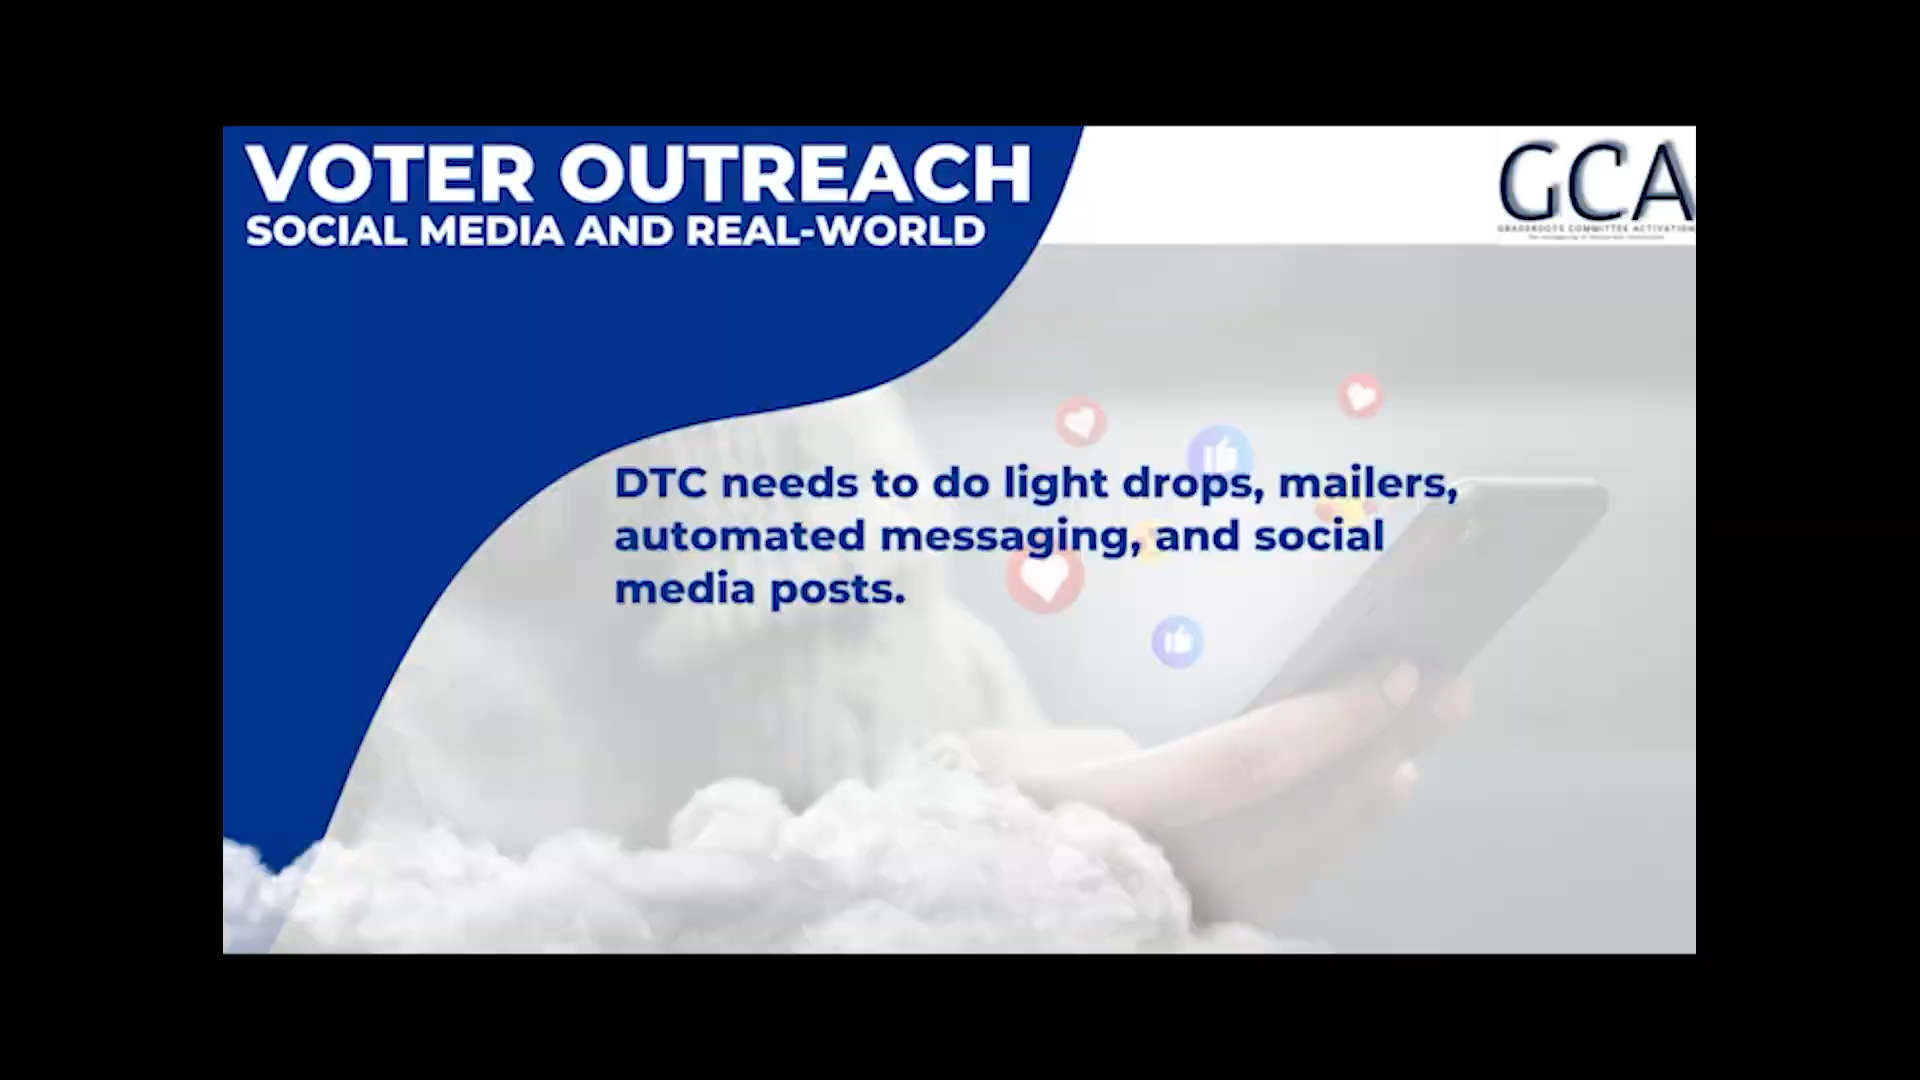 VOTER OUTREACH
SOCIAL MEDIA AND REAL-WORLD
GCA
GRASSROOTS COMMITTEE ACTIVATION
DTC needs to do light drops, mailers,
automated messaging, and social
media posts.